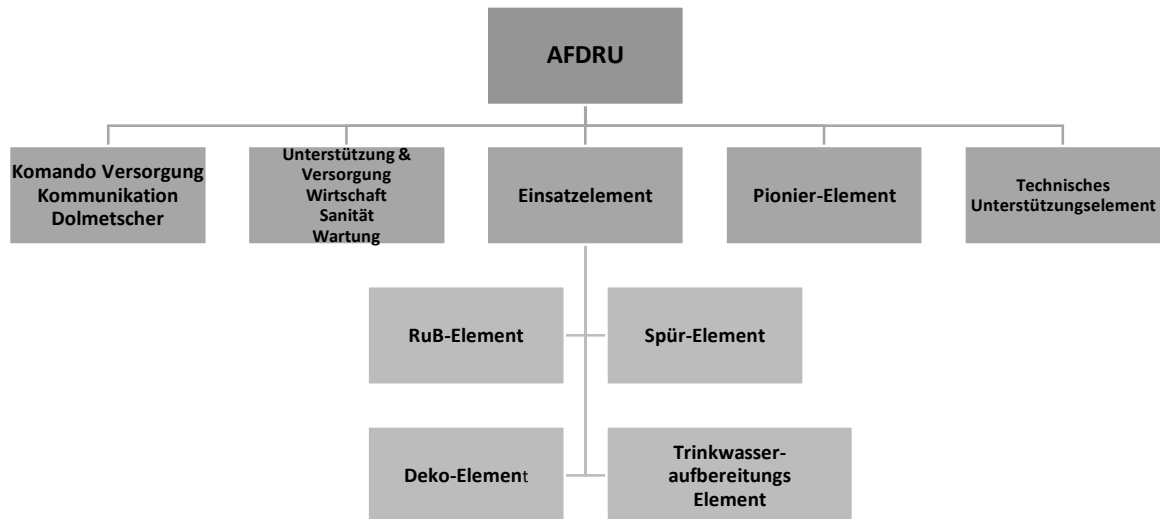 AFDRU
Komando Versorgung
Kommunikation
Dolmetscher
Unterstützung &
Versorgung
Wirtschaft
Sanität
Wartung
Einsatzelement
Pionier-Element
Technisches
Unterstützungselement
RuB-Element
Spür-Element
Deko-Element
Trinkwasser-
aufbereitungs
Element